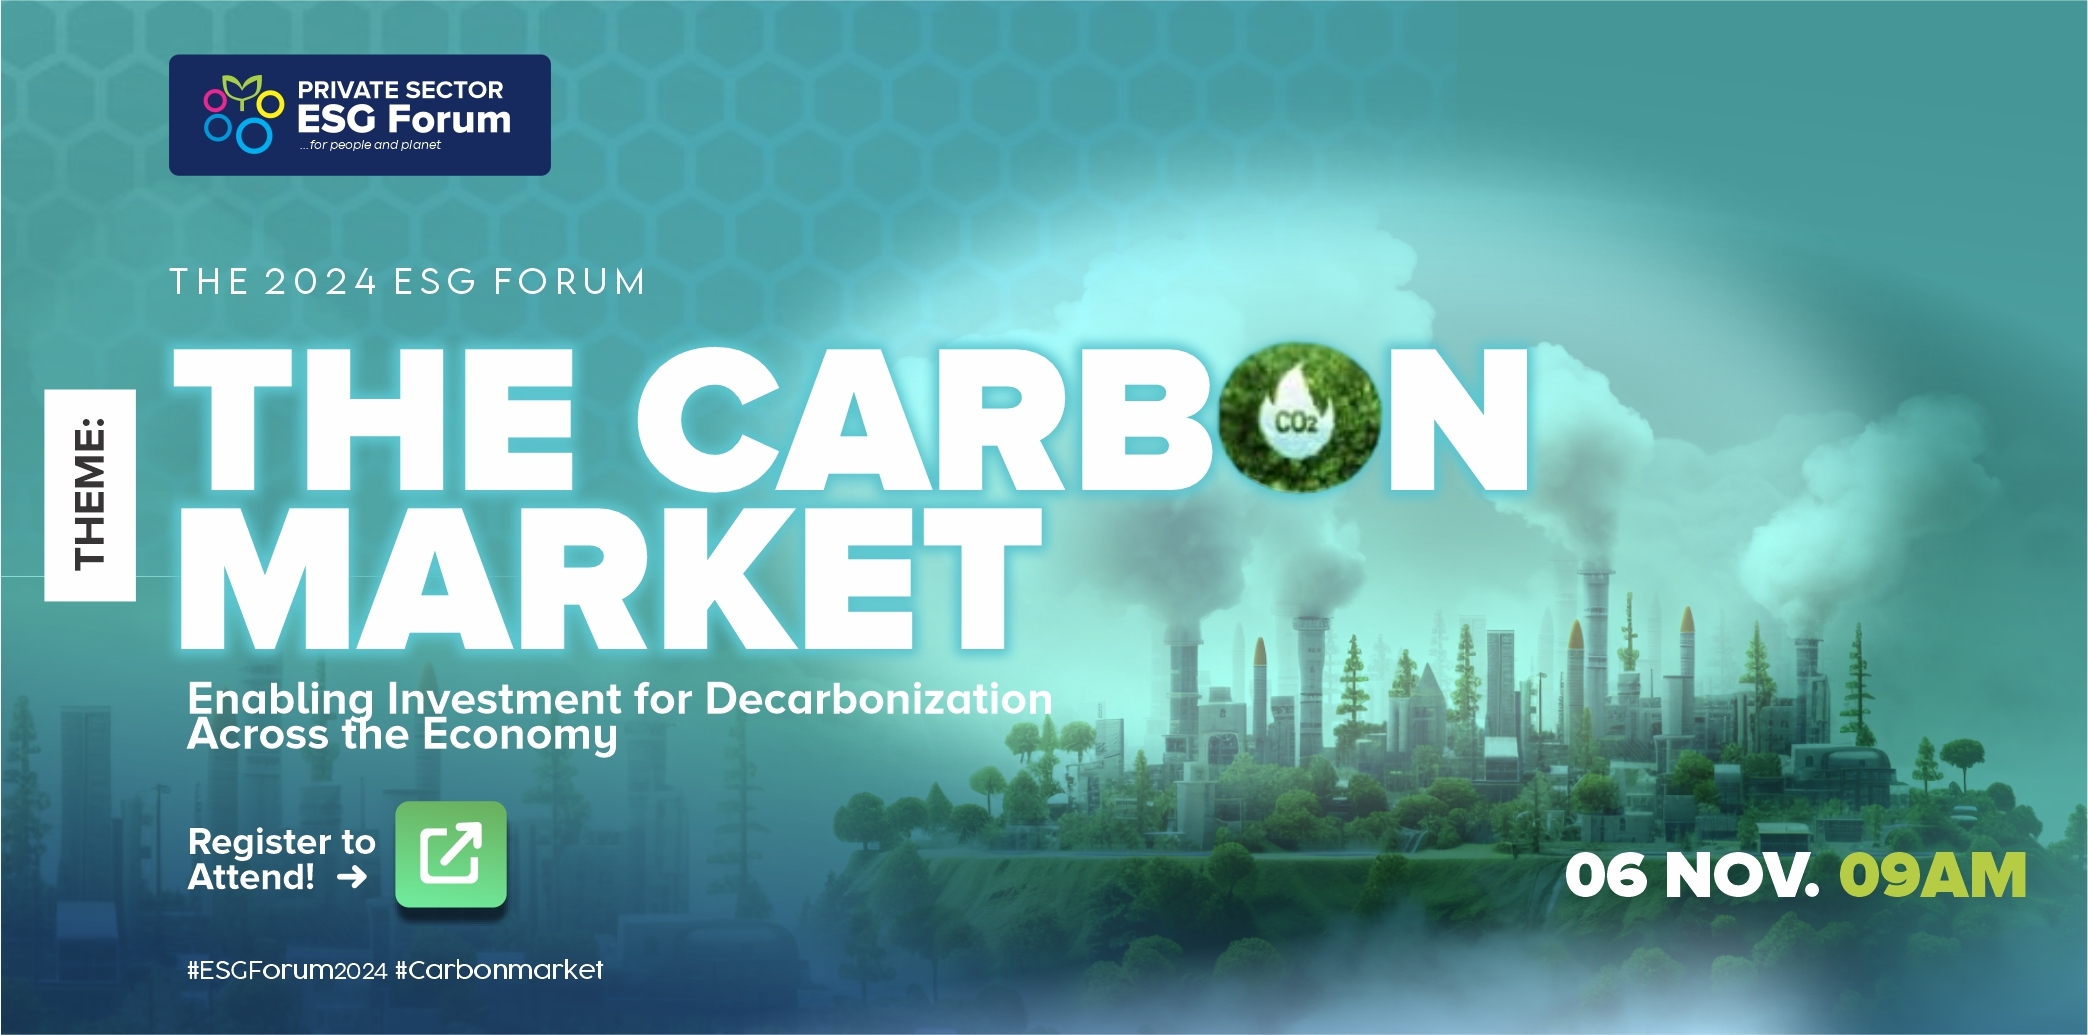 PRIVATE SECTOR
ESG Forum
...for people and planet
THE 2024 ESG FORUM
THEME:
THE CARBON
CO2
MARKET
Enabling Investment for Decarbonization
Across the Economy
Register to
Attend! →
06 NOV. 09AM
#ESGForum2024 #Carbonmarket